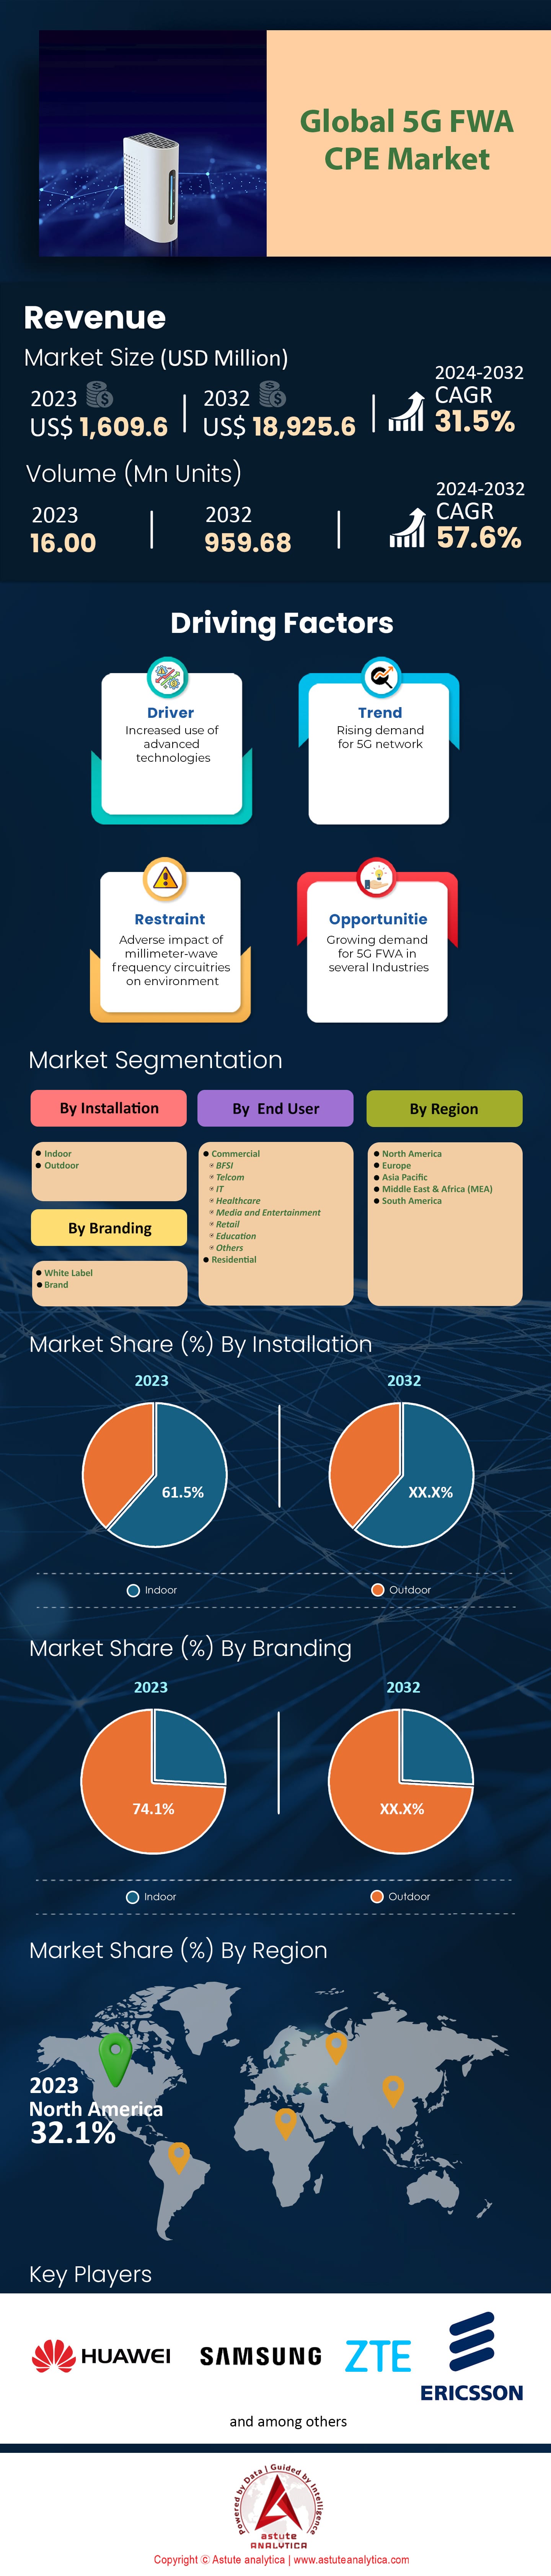 Global 5G FWA
CPE Market
Revenue
Market Size (USD Million)
2023
US$ 1,609.6
2032
US$ 18,925.6
2024-2032
CAGR
31.5%
Volume (Mn Units)
2023
16.00
2032
959.68
2024-2032
CAGR
57.6%
Driving Factors
Driver
Increased use of
advanced
technologies
Trend
Rising demand
for 5G network
Restraint
Adverse impact of
millimeter-wave
frequency circuitries
on environment
Opportunitie
Growing demand
for 5G FWA in
several Industries
Market Segmentation
By Installation
Indoor
Outdoor
By Branding
White Label
Brand
By End User
Commercial
BFSI
Telcom
IT
Healthcare
Media and Entertainment
Retail
Education
Others
Residential
By Region
North America
Europe
Asia Pacific
Middle East & Africa (MEA)
South America
Market Share (%) By Installation
2023
2032
61.5%
XX.X%
Indoor
Outdoor
Market Share (%) By Branding
2023
2032
74.1%
XX.X%
Indoor
Outdoor
Market Share (%) By Region
2023
North America
32.1%
Key Players
HUAWEI
SAMSUNG
ZTE
ERICSSON
and among others
Powered by Data | Guided by Intelligence
astute
ANALYTICA
Copyright © Astute analytica | www.astuteanalytica.com